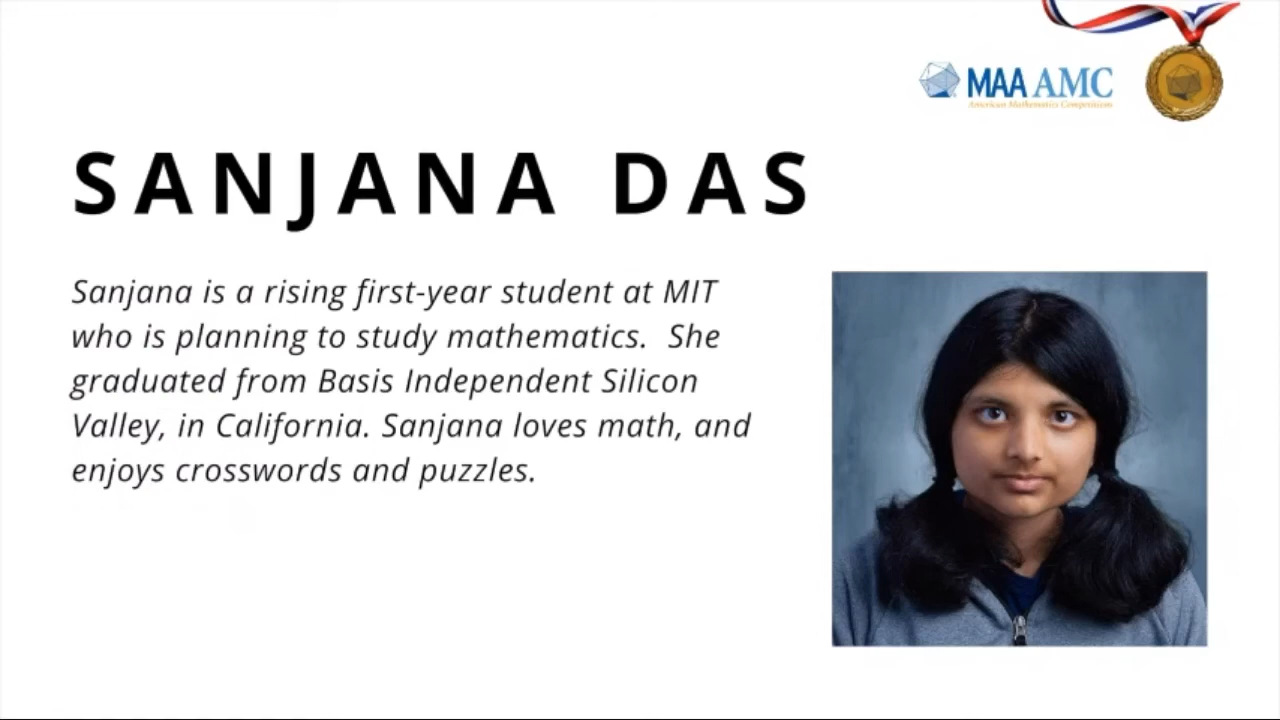 MAA AMC
American Mathematics Competitions
SANJANA DAS
Sanjana is a rising first-year student at MIT
who is planning to study mathematics.  She
graduated from Basis Independent Silicon
Valley, in California. Sanjana loves math, and
enjoys crosswords and puzzles.